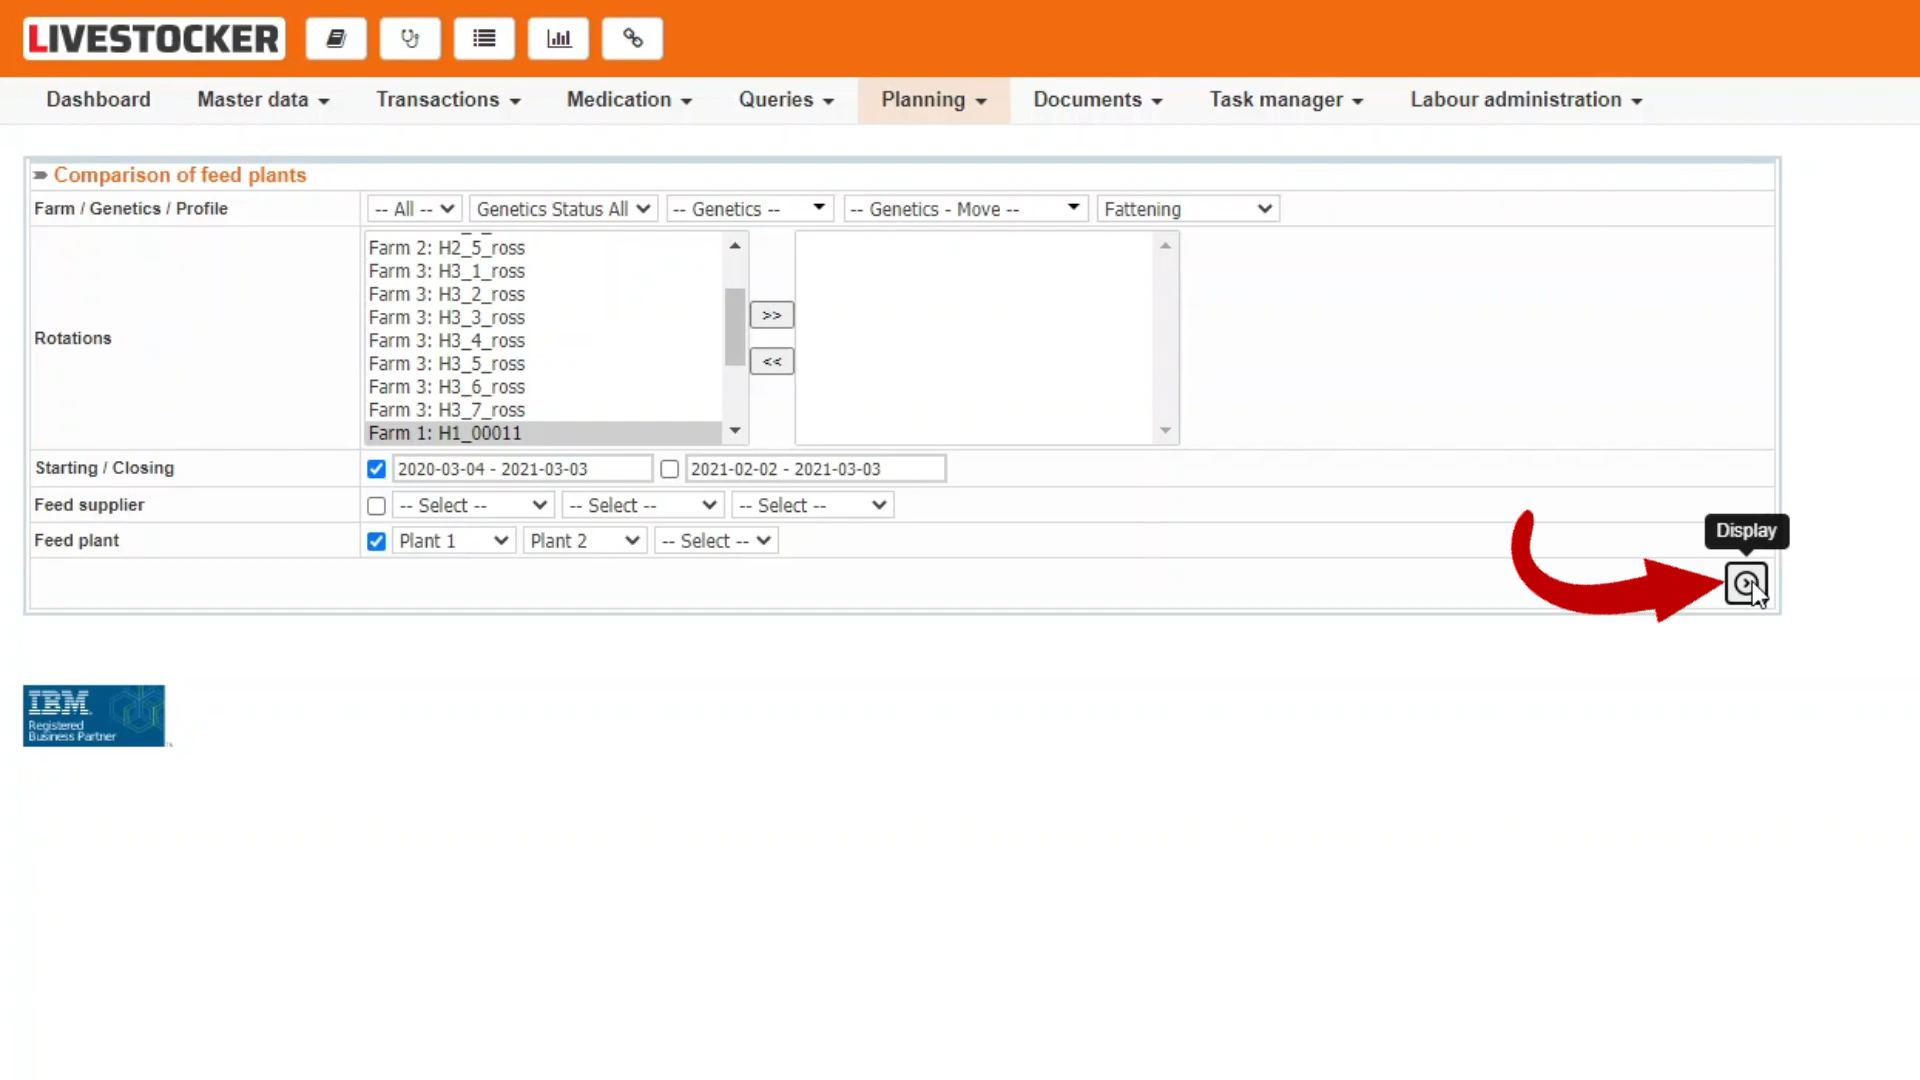 LIVESTOCKER
Dashboard Master data Transactions Medication Queries Planning Documents Task manager Labour administration
Comparison of feed plants
Farm / Genetics / Profile -- All -- Genetics Status All -- Genetics -- -- Genetics - Move -- Fattening
Rotations
Farm 2: H2_5_ross
Farm 3: H3_1_ross
Farm 3: H3_2_ross
Farm 3: H3_3_ross
Farm 3: H3_4_ross
Farm 3: H3_5_ross
Farm 3: H3_6_ross
Farm 3: H3_7_ross
Farm 1: H1_00011
>>
<<
Starting / Closing 2020-03-04 - 2021-03-03 2021-02-02 - 2021-03-03
Feed supplier -- Select -- -- Select -- -- Select --
Feed plant Plant 1 Plant 2 -- Select --
Display
IBM
Registered
Business Partner